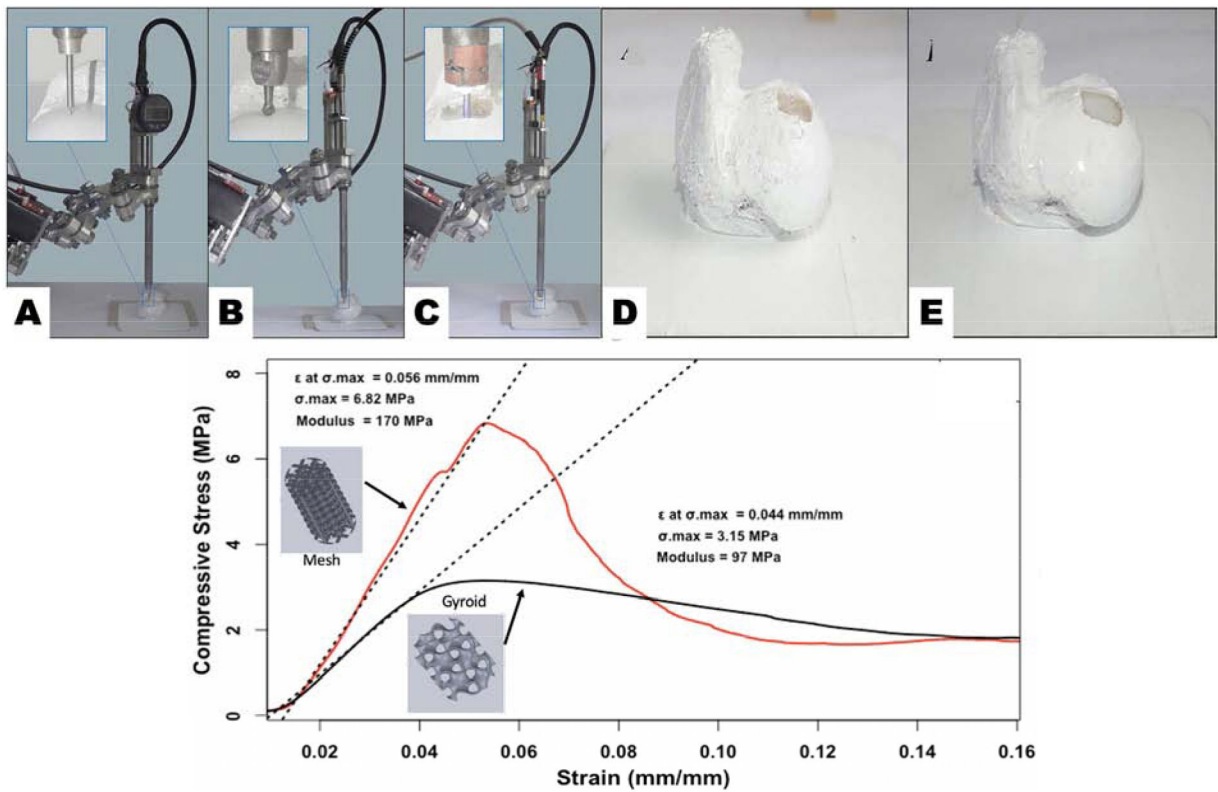 A
B
C
D
E
ε at σ.max = 0.056 mm/mm
σ.max = 6.82 MPa
Modulus = 170 MPa
Mesh
Gyroid
ε at σ.max = 0.044 mm/mm
σ.max = 3.15 MPa
Modulus = 97 MPa
Compressive Stress (MPa)
8
6
4
2
0
0.02 0.04 0.06 0.08 0.10 0.12 0.14 0.16
Strain (mm/mm)